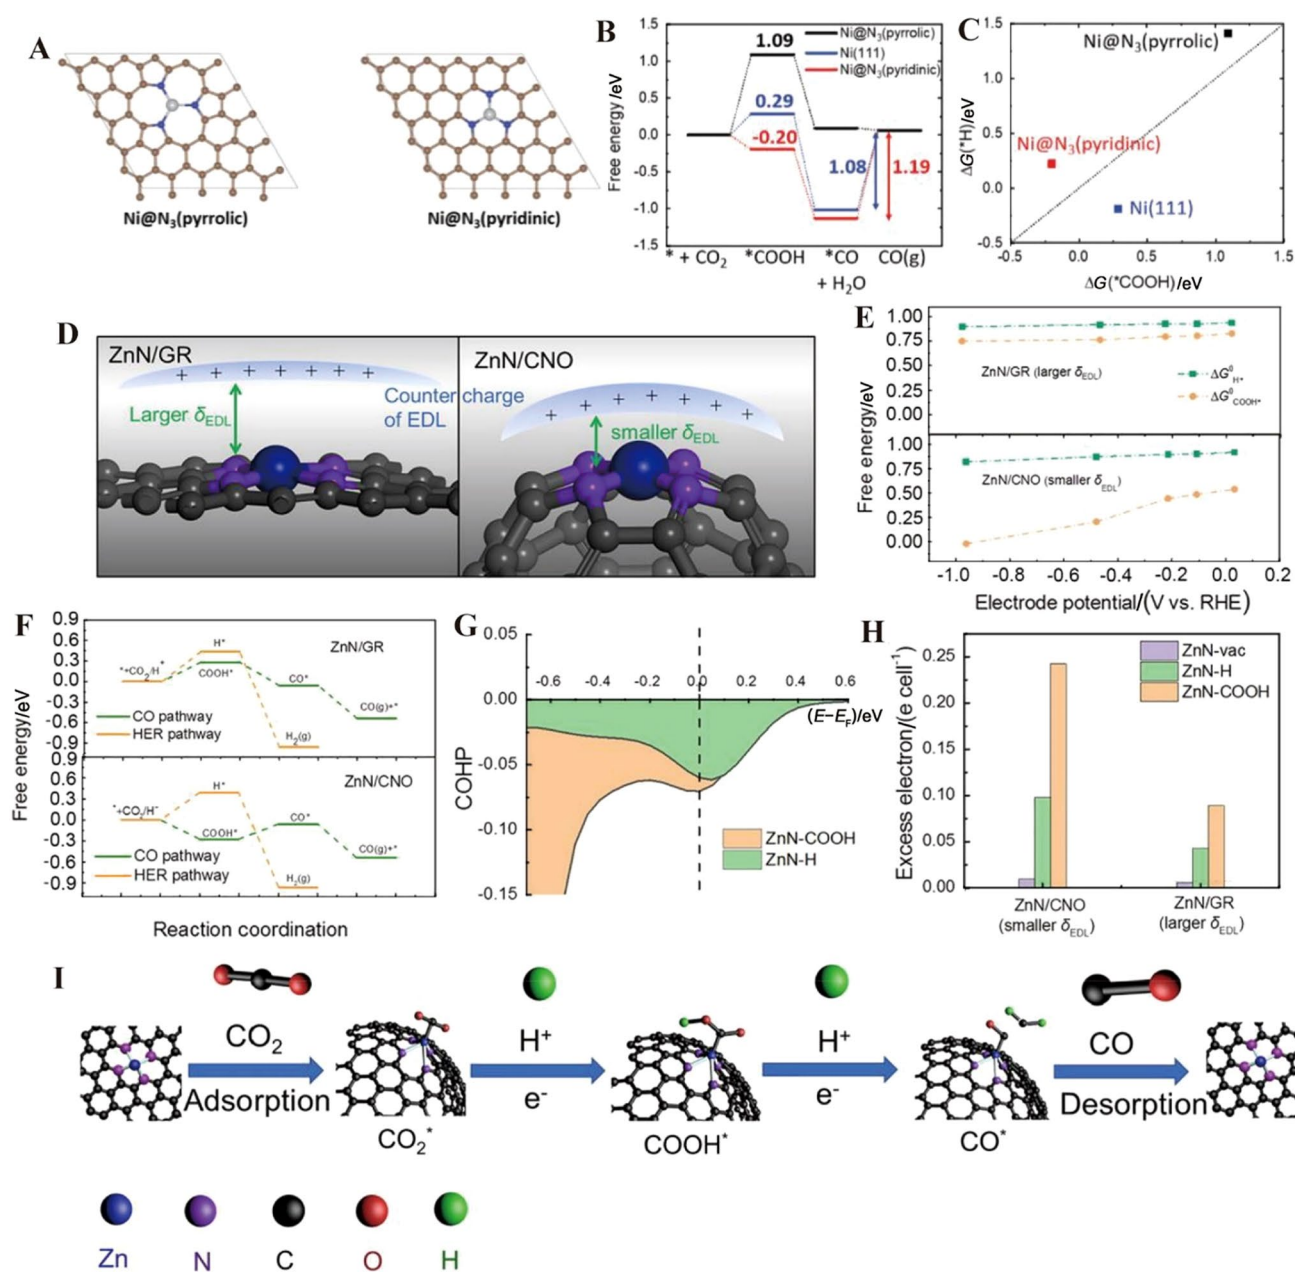 A
Ni@N3(pyrrolic)
Ni@N3(pyridinic)
B
Free energy/eV
1.5
1.0
0.5
0.0
-0.5
-1.0
-1.5
1.09
0.29
-0.20
1.08
1.19
Ni@N3(pyrrolic)
Ni(111)
Ni@N3(pyridinic)
* + CO2
*COOH
*CO
+ H2O
CO(g)
C
ΔG(*H)/eV
1.5
1.0
0.5
0.0
-0.5
Ni@N3(pyrrolic)
Ni@N3(pyridinic)
Ni(111)
-0.5 0.0 0.5 1.0 1.5
ΔG(*COOH)/eV
D
ZnN/GR
Larger δEDL
Counter charge
of EDL
ZnN/CNO
smaller δEDL
E
Free energy/eV
1.00
0.75
0.50
0.25
0.00
ZnN/GR (larger δEDL)
ΔG0H*
ΔG0COOH*
Free energy/eV
1.00
0.75
0.50
0.25
0.00
ZnN/CNO (smaller δEDL)
-1.0 -0.8 -0.6 -0.4 -0.2 0.0 0.2
Electrode potential/(V vs. RHE)
F
Free energy/eV
0.9
0.6
0.3
0.0
-0.3
-0.6
-0.9
ZnN/GR
*+CO2/H*
H*
COOH*
CO*
CO(g)+*
H2(g)
CO pathway
HER pathway
0.9
0.6
0.3
0.0
-0.3
-0.6
-0.9
ZnN/CNO
*+CO2/H−
H*
COOH*
CO*
CO(g)+*
H2(g)
CO pathway
HER pathway
Reaction coordination
G
COHP
0.05
0.00
-0.05
-0.10
-0.15
-0.6 -0.4 -0.2 0.0 0.2 0.4 0.6
(E−EF)/eV
ZnN-COOH
ZnN-H
H
Excess electron/(e cell-1)
0.25
0.20
0.15
0.10
0.05
0.00
ZnN-vac
ZnN-H
ZnN-COOH
ZnN/CNO
(smaller δEDL)
ZnN/GR
(larger δEDL)
I
CO2
Adsorption
CO2*
H+
e-
COOH*
H+
e-
CO*
CO
Desorption
Zn N C O H